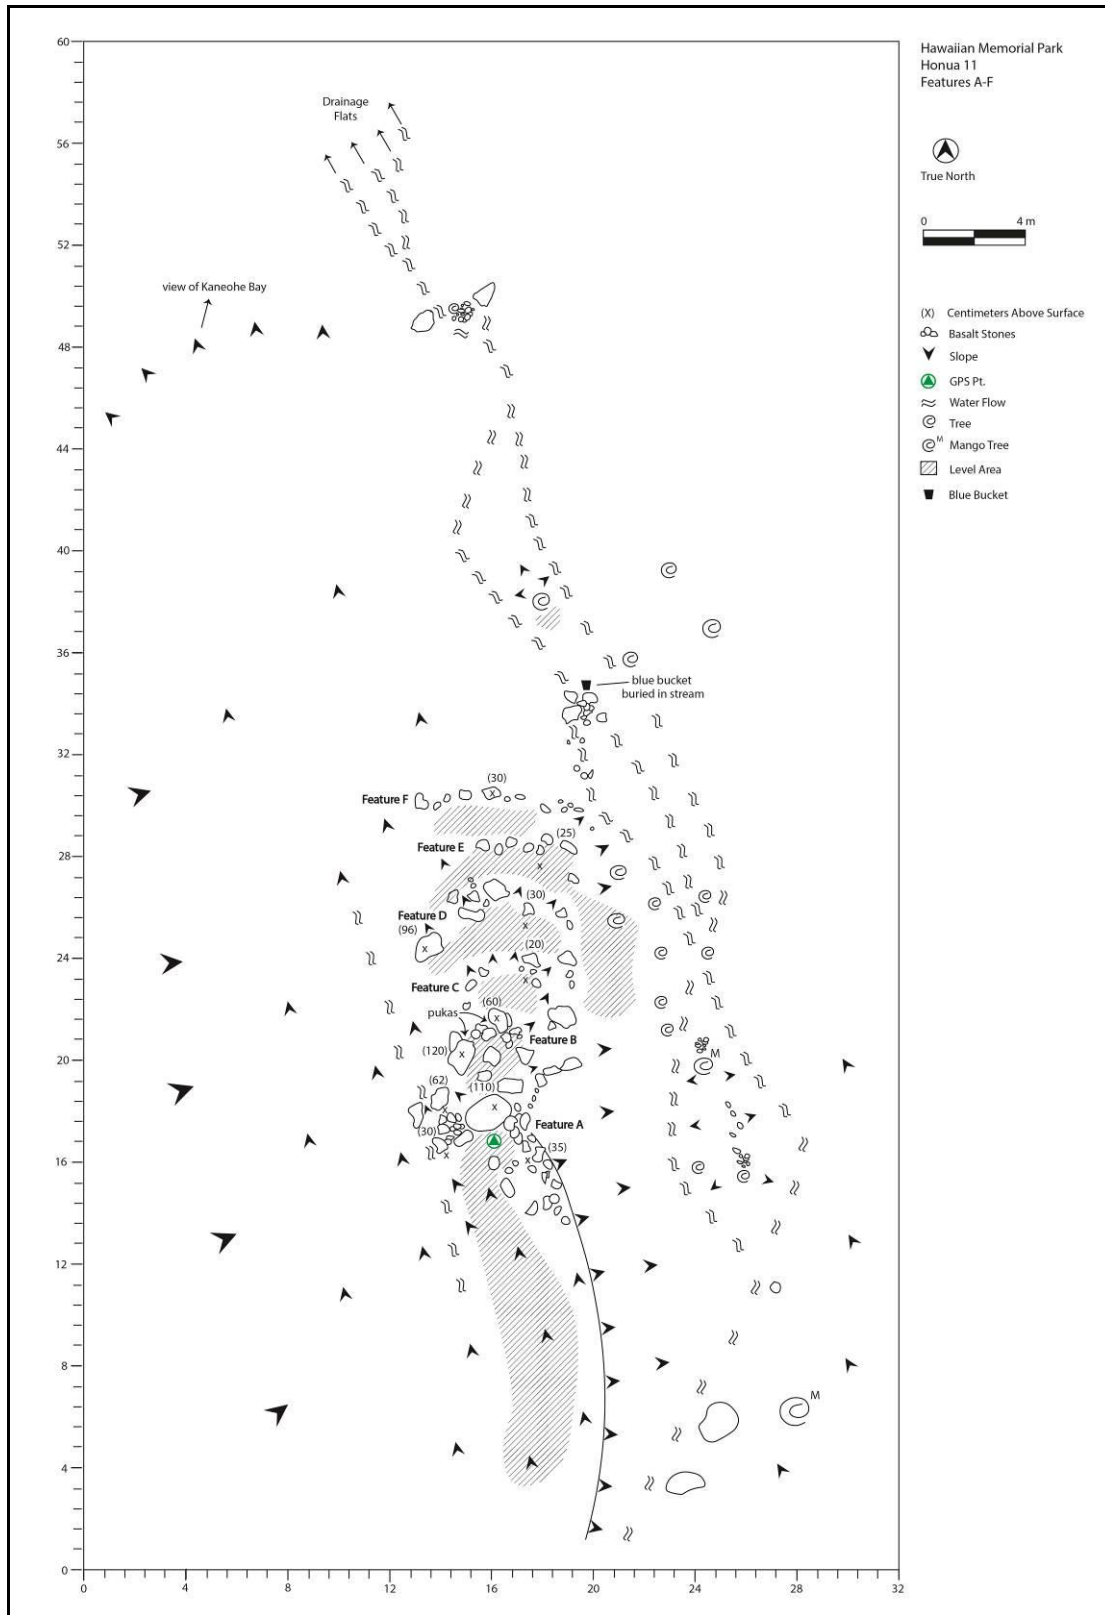 Hawaiian Memorial Park
Honua 11
Features A-F
True North
0 4 m
(X) Centimeters Above Surface
Basalt Stones
Slope
GPS Pt.
Water Flow
Tree
M Mango Tree
Level Area
Blue Bucket
60
56
52
48
44
40
36
32
28
24
20
16
12
8
4
0
Drainage
Flats
view of Kaneohe Bay
blue bucket
buried in stream
(30)
Feature F
(25)
Feature E
x
(30)
Feature D
(96)
x
x
(20)
Feature C
x
(60)
pukas
x
Feature B
(120)
x
M
(62)
(110)
x
x
Feature A
(30)
(35)
x
x
x
M
0 4 8 12 16 20 24 28 32